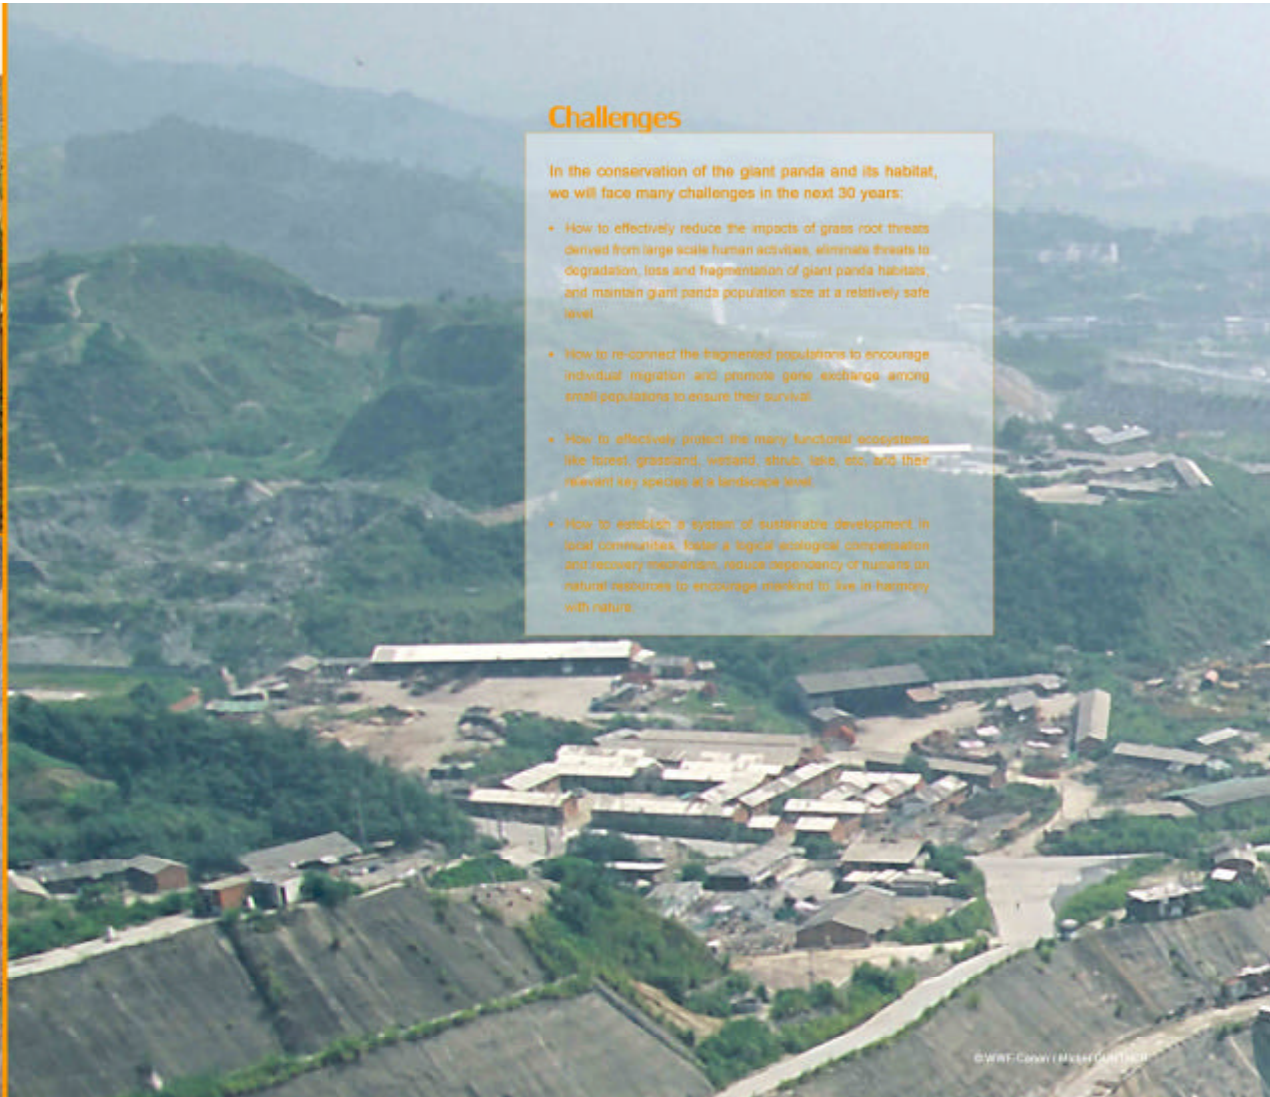 Challenges
In the conservation of the giant panda and its habitat,
we will face many challenges in the next 30 years:
• How to effectively reduce the impacts of grass root threats
derived from large scale human activities, eliminate threats to
degradation, loss and fragmentation of giant panda habitats,
and maintain giant panda population size at a relatively safe
level.
• How to re-connect the fragmented populations to encourage
individual migration and promote gene exchange among
small populations to ensure their survival.
• How to effectively protect the many functional ecosystems
like forest, grassland, wetland, shrub, lake, etc. and their
relevant key species at a landscape level.
• How to establish a system of sustainable development in
local communities, foster a logical ecological compensation
and recovery mechanism, reduce dependency of humans on
natural resources to encourage mankind to live in harmony
with nature.
©WWF-Canon / Michel GUNTHER